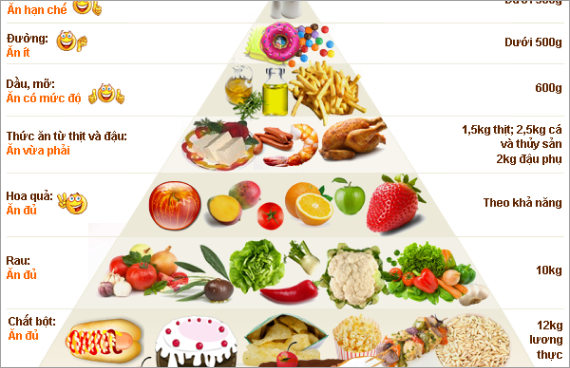 Ăn hạn chế
Đường:
Ăn ít
Dưới 500g
Dầu, mỡ:
Ăn có mức độ
600g
Thức ăn từ thịt và đậu:
Ăn vừa phải
1,5kg thịt; 2,5kg cá
và thủy sản
2kg đậu phụ
Hoa quả:
Ăn đủ
Theo khả năng
Rau:
Ăn đủ
10kg
Chất bột:
Ăn đủ
12kg
lương
thực